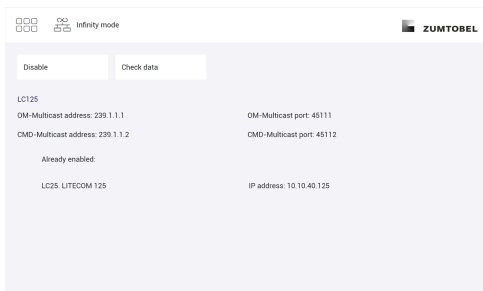 Infinity mode
ZUMTOBEL
Disable
Check data
LC125
OM-Multicast address: 239.1.1.1
OM-Multicast port: 45111
CMD-Multicast address: 239.1.1.2
CMD-Multicast port: 45112
Already enabled:
LC25. LITECOM 125
IP address: 10.10.40.125